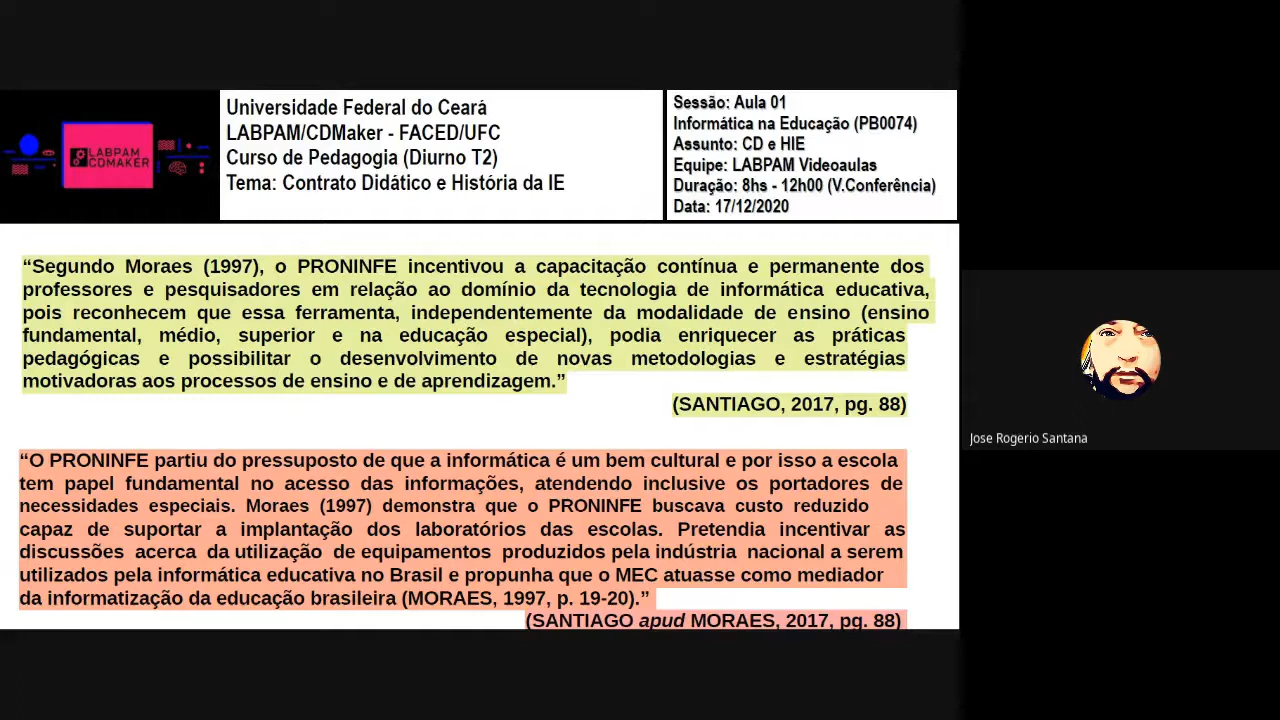 LABPAM
CDMAKER
Universidade Federal do Ceará
LABPAM/CDMaker - FACED/UFC
Curso de Pedagogia (Diurno T2)
Tema: Contrato Didático e História da IE
Sessão: Aula 01
Informática na Educação (PB0074)
Assunto: CD e HIE
Equipe: LABPAM Videoaulas
Duração: 8hs - 12h00 (V.Conferência)
Data: 17/12/2020
“Segundo Moraes (1997), o PRONINFE incentivou a capacitação contínua e permanente dos
professores e pesquisadores em relação ao domínio da tecnologia de informática educativa,
pois reconhecem que essa ferramenta, independentemente da modalidade de ensino (ensino
fundamental, médio, superior e na educação especial), podia enriquecer as práticas
pedagógicas e possibilitar o desenvolvimento de novas metodologias e estratégias
motivadoras aos processos de ensino e de aprendizagem.”
(SANTIAGO, 2017, pg. 88)
“O PRONINFE partiu do pressuposto de que a informática é um bem cultural e por isso a escola
tem papel fundamental no acesso das informações, atendendo inclusive os portadores de
necessidades especiais. Moraes (1997) demonstra que o PRONINFE buscava custo reduzido
capaz de suportar a implantação dos laboratórios das escolas. Pretendia incentivar as
discussões acerca da utilização de equipamentos produzidos pela indústria nacional a serem
utilizados pela informática educativa no Brasil e propunha que o MEC atuasse como mediador
da informatização da educação brasileira (MORAES, 1997, p. 19-20).”
(SANTIAGO apud MORAES, 2017, pg. 88)
Jose Rogerio Santana